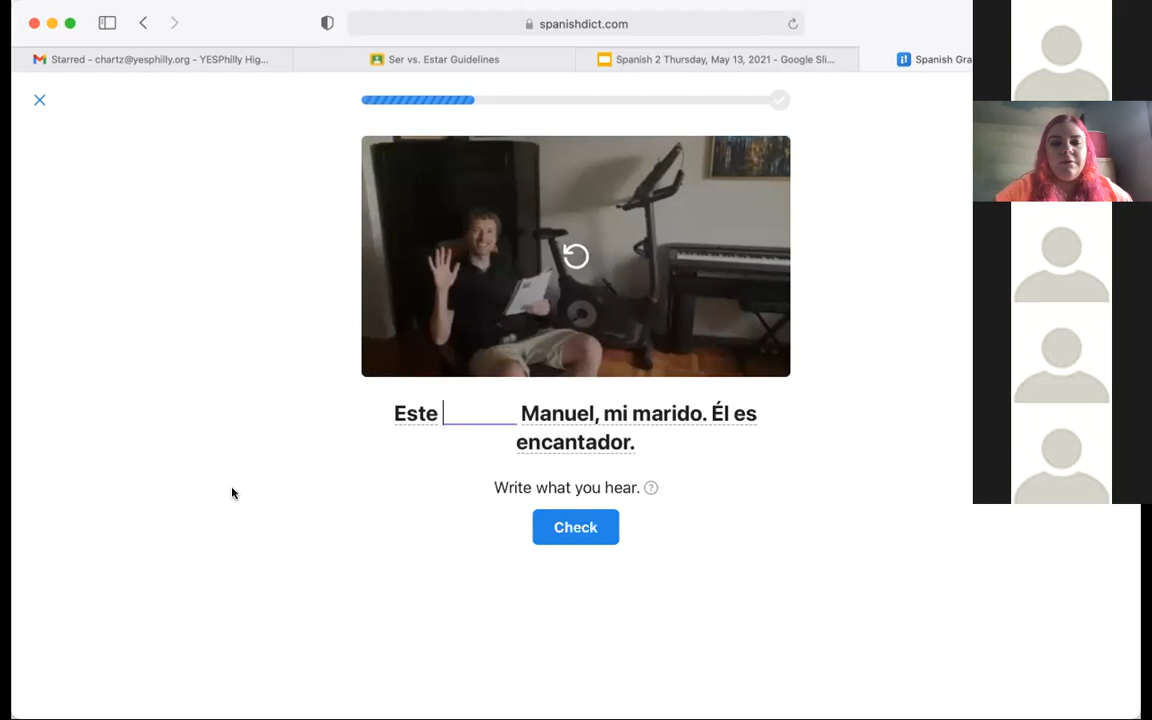 spanishdict.com
Starred - chartz@yesphilly.org - YESPhilly Hig...
Ser vs. Estar Guidelines
Spanish 2 Thursday, May 13, 2021 - Google Sli...
Spanish Gra
Este ______ Manuel, mi marido. Él es
encantador.
Write what you hear.
Check